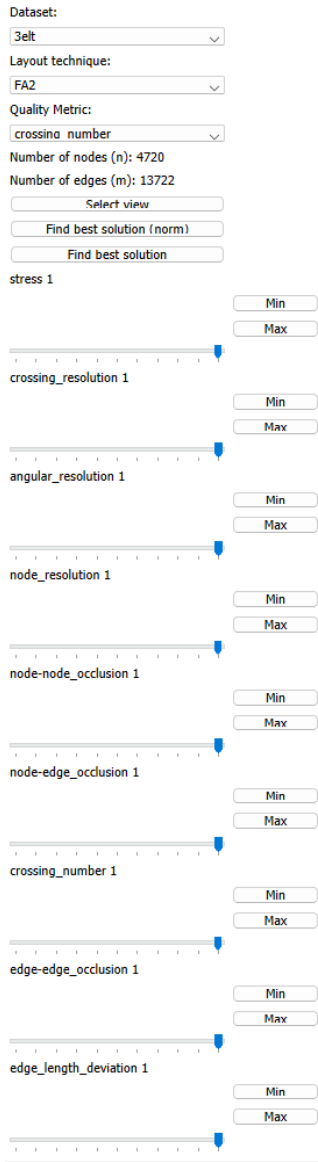 Dataset:
3elt
Layout technique:
FA2
Quality Metric:
crossing_number
Number of nodes (n): 4720
Number of edges (m): 13722
Select view
Find best solution (norm)
Find best solution
stress 1
Min
Max
crossing_resolution 1
Min
Max
angular_resolution 1
Min
Max
node_resolution 1
Min
Max
node-node_occlusion 1
Min
Max
node-edge_occlusion 1
Min
Max
crossing_number 1
Min
Max
edge-edge_occlusion 1
Min
Max
edge_length_deviation 1
Min
Max